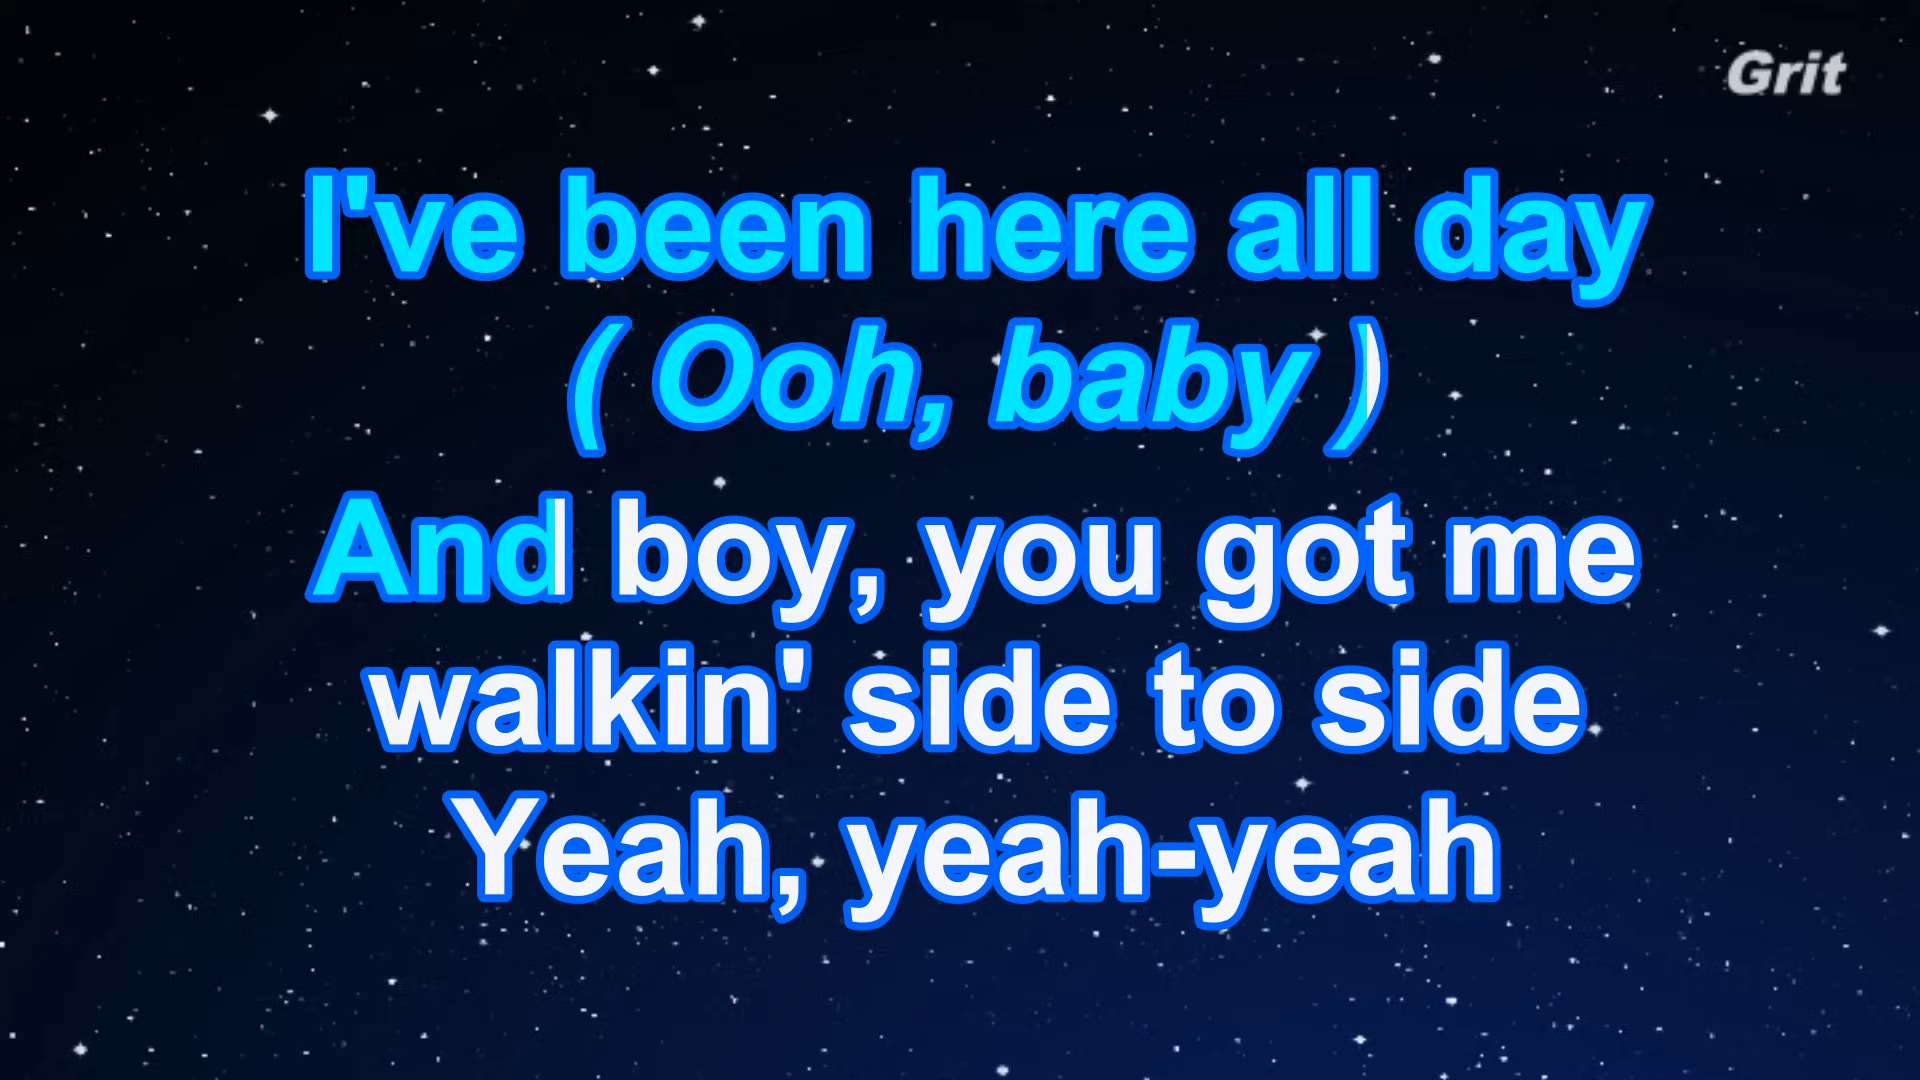 Grit
I've been here all day
( Ooh, baby )
And boy, you got me
walkin' side to side
Yeah, yeah-yeah